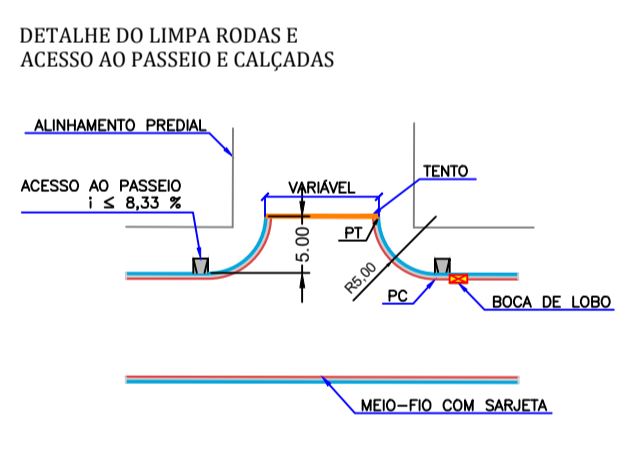 DETALHE DO LIMPA RODAS E
ACESSO AO PASSEIO E CALÇADAS
ALINHAMENTO PREDIAL
ACESSO AO PASSEIO
i ≤ 8,33 %
VARIÁVEL
TENTO
PT
5.00
R5,00
PC
BOCA DE LOBO
MEIO-FIO COM SARJETA